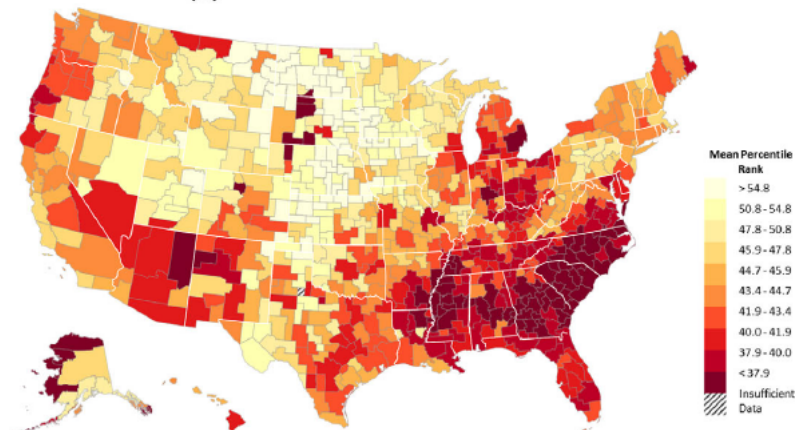 Mean Percentile
Rank
> 54.8
50.8 - 54.8
47.8 - 50.8
45.9 - 47.8
44.7 - 45.9
43.4 - 44.7
41.9 - 43.4
40.0 - 41.9
37.9 - 40.0
< 37.9
Insufficient
Data